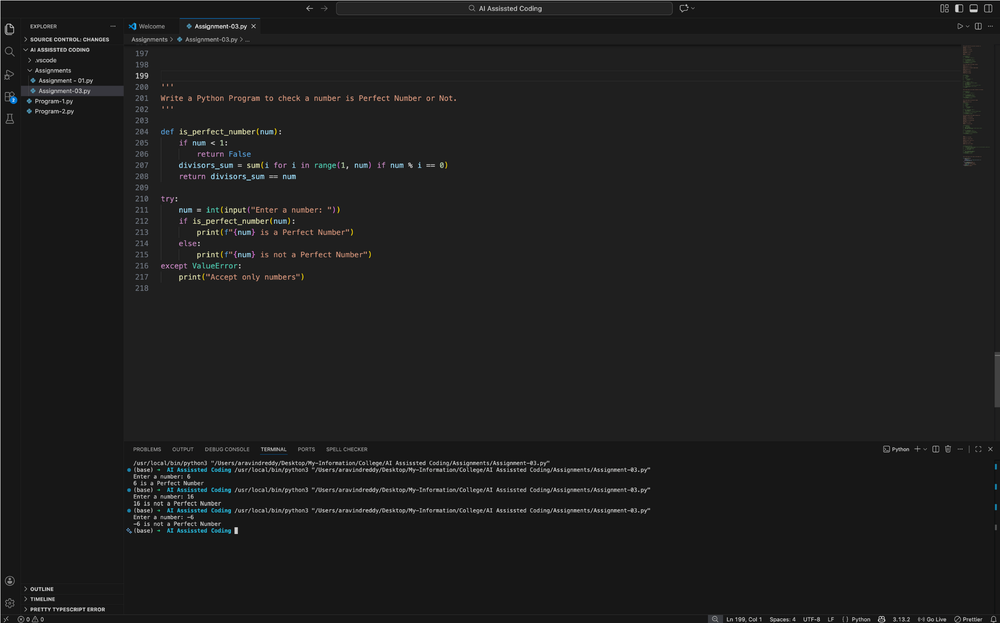 AI Assissted Coding
EXPLORER
SOURCE CONTROL: CHANGES
AI ASSISSTED CODING
.vscode
Assignments
Assignment - 01.py
Assignment-03.py
Program-1.py
Program-2.py
2
OUTLINE
TIMELINE
PRETTY TYPESCRIPT ERROR
Welcome
Assignment-03.py
Assignments > Assignment-03.py > ...
197
198
199
200 '''
201 Write a Python Program to check a number is Perfect Number or Not.
202 '''
203
204 def is_perfect_number(num):
205     if num < 1:
206         return False
207     divisors_sum = sum(i for i in range(1, num) if num % i == 0)
208     return divisors_sum == num
209
210 try:
211     num = int(input("Enter a number: "))
212     if is_perfect_number(num):
213         print(f"{num} is a Perfect Number")
214     else:
215         print(f"{num} is not a Perfect Number")
216 except ValueError:
217     print("Accept only numbers")
218
PROBLEMS OUTPUT DEBUG CONSOLE TERMINAL PORTS SPELL CHECKER
Python
/usr/local/bin/python3 "/Users/aravindreddy/Desktop/My-Information/College/AI Assissted Coding/Assignments/Assignment-03.py"
(base) → AI Assissted Coding /usr/local/bin/python3 "/Users/aravindreddy/Desktop/My-Information/College/AI Assissted Coding/Assignments/Assignment-03.py"
Enter a number: 6
6 is a Perfect Number
(base) → AI Assissted Coding /usr/local/bin/python3 "/Users/aravindreddy/Desktop/My-Information/College/AI Assissted Coding/Assignments/Assignment-03.py"
Enter a number: 16
16 is not a Perfect Number
(base) → AI Assissted Coding /usr/local/bin/python3 "/Users/aravindreddy/Desktop/My-Information/College/AI Assissted Coding/Assignments/Assignment-03.py"
Enter a number: -6
-6 is not a Perfect Number
(base) → AI Assissted Coding
0 0 Ln 199, Col 1 Spaces: 4 UTF-8 LF { } Python 3.13.2 Go Live Prettier